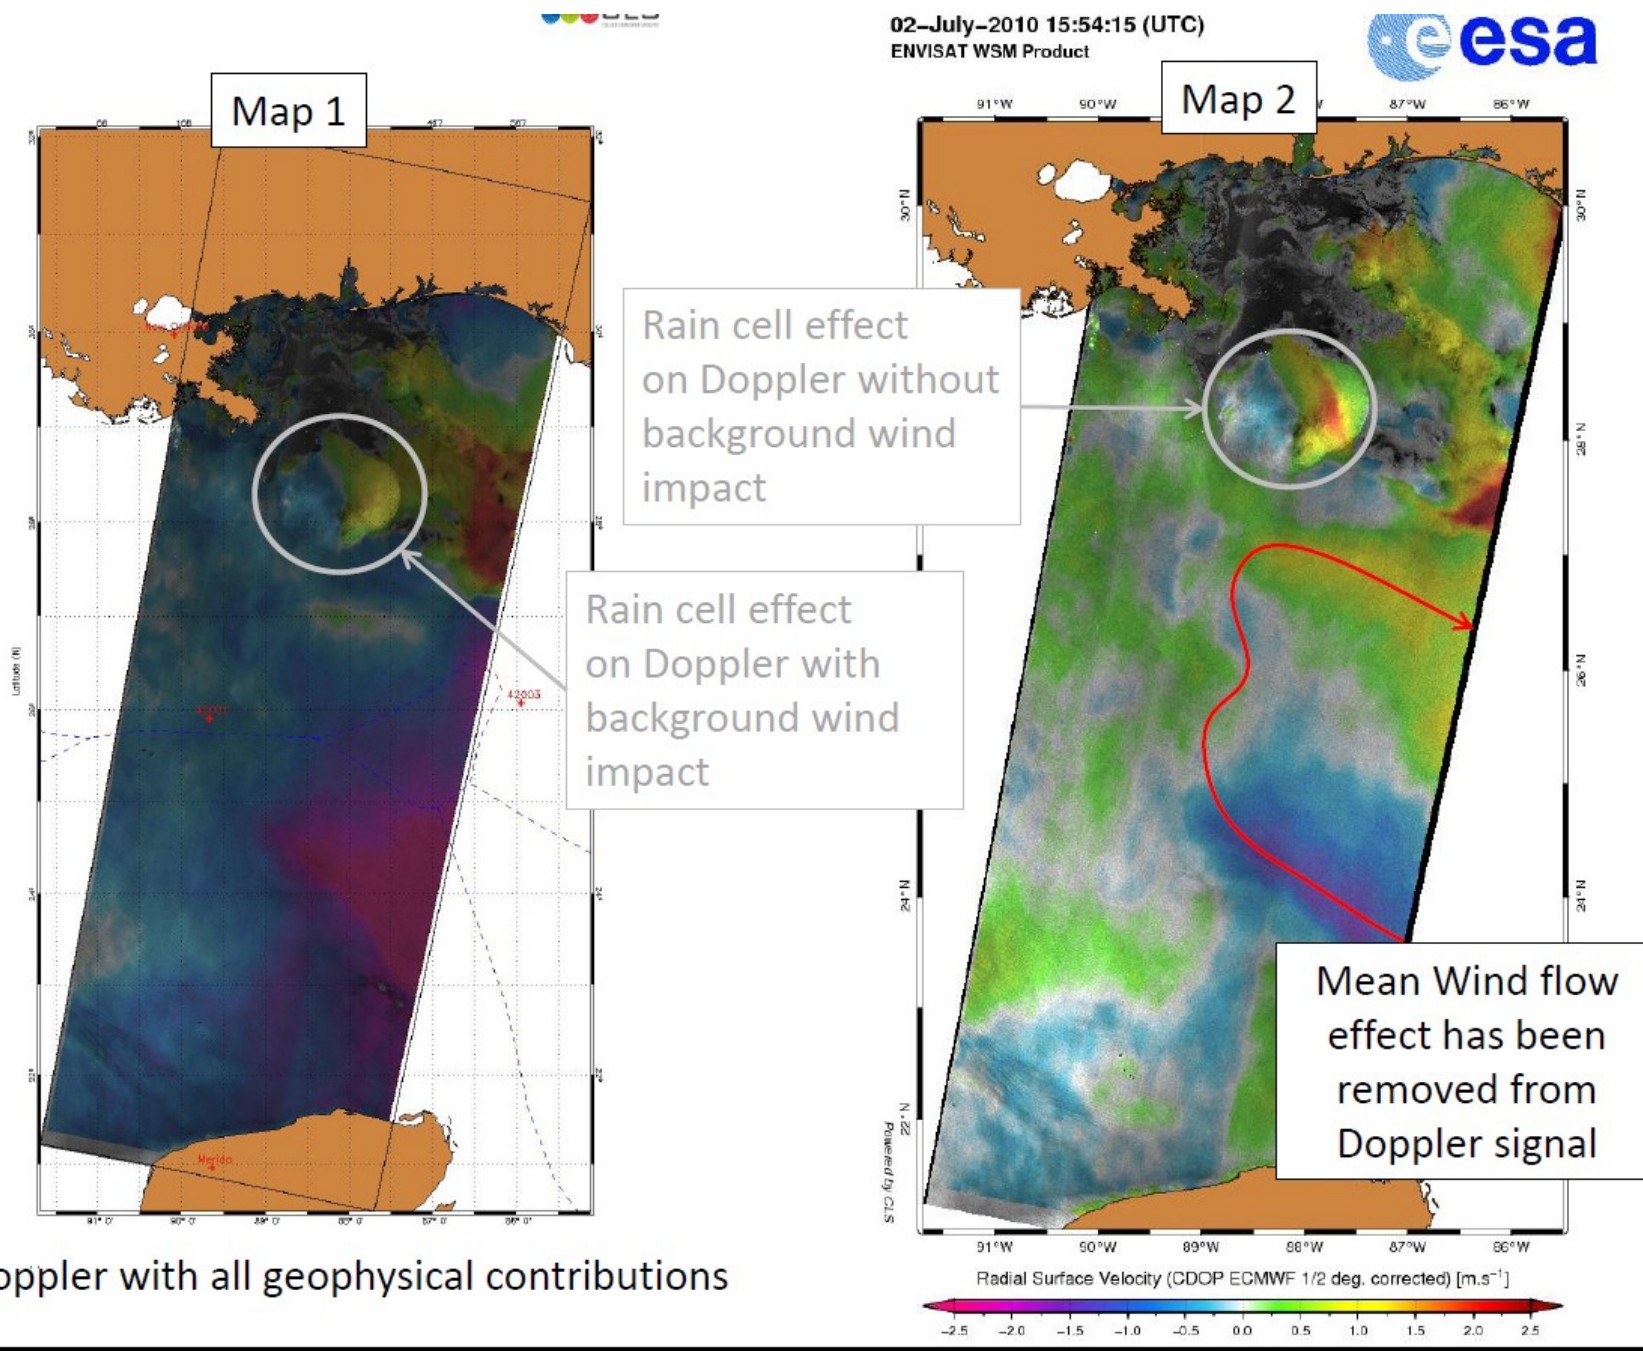 02-July-2010 15:54:15 (UTC)
ENVISAT WSM Product
esa
Map 1
Map 2
91°W 90°W 87°W 86°W
30°N
28°N
26°N
24°N
22°N
30°N
28°N
26°N
24°N
Rain cell effect
on Doppler without
background wind
impact
Rain cell effect
on Doppler with
background wind
impact
Latitude (N)
42003
Merida
Mean Wind flow
effect has been
removed from
Doppler signal
Powered by CLS
91°W 90°W 89°W 88°W 87°W 86°W
oppler with all geophysical contributions
Radial Surface Velocity (CDOP ECMWF 1/2 deg. corrected) [m.s⁻¹]
-2.5 -2.0 -1.5 -1.0 -0.5 0.0 0.5 1.0 1.5 2.0 2.5